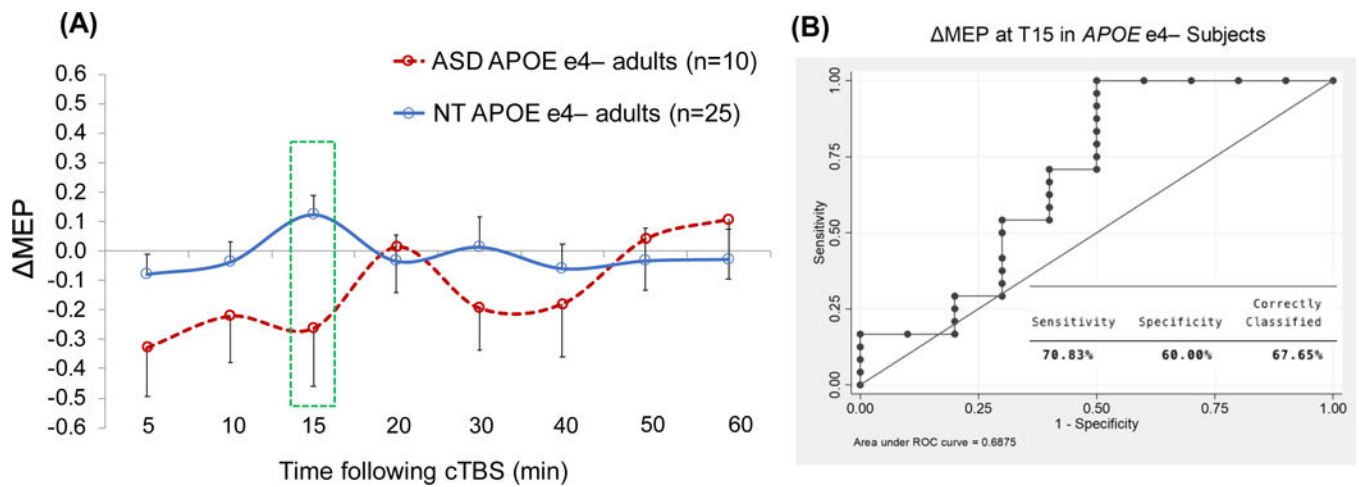 (A)
ASD APOE e4– adults (n=10)
NT APOE e4– adults (n=25)
ΔMEP
0.6
0.5
0.4
0.3
0.2
0.1
0.0
-0.1
-0.2
-0.3
-0.4
-0.5
-0.6
5 10 15 20 30 40 50 60
Time following cTBS (min)
(B)
ΔMEP at T15 in APOE e4– Subjects
Sensitivity
1.00
0.75
0.50
0.25
0.00
Correctly
Sensitivity Specificity Classified
70.83% 60.00% 67.65%
0.00 0.25 0.50 0.75 1.00
1 - Specificity
Area under ROC curve = 0.6875